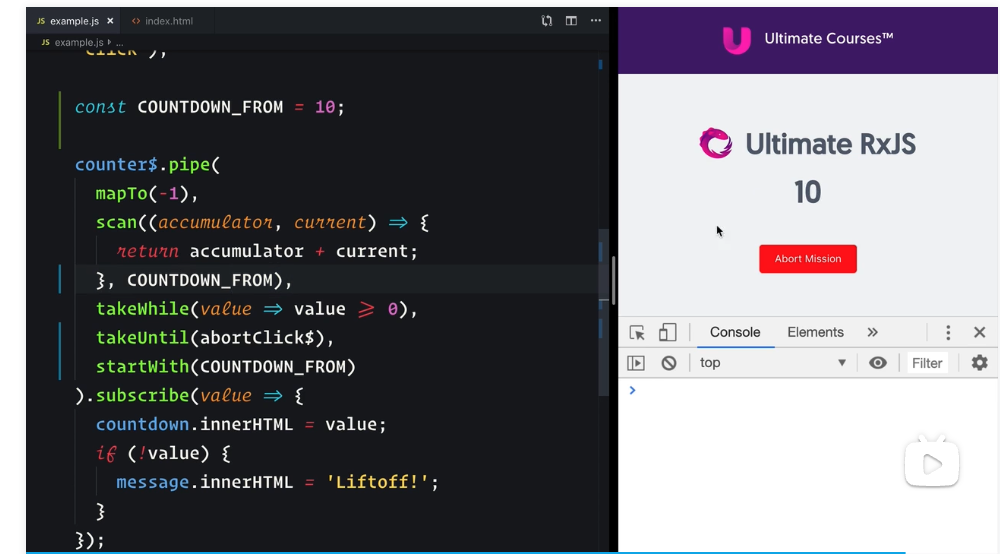 JS example.js × <> index.html
JS example.js ▸ ...
'click');
const COUNTDOWN_FROM = 10;
counter$.pipe(
mapTo(-1),
scan((accumulator, current) => {
return accumulator + current;
}, COUNTDOWN_FROM),
takeWhile(value => value >= 0),
takeUntil(abortClick$),
startWith(COUNTDOWN_FROM)
).subscribe(value => {
countdown.innerHTML = value;
if (!value) {
message.innerHTML = 'Liftoff!';
}
});
Ultimate Courses™
Ultimate RxJS
10
Abort Mission
Console Elements »
top Filter